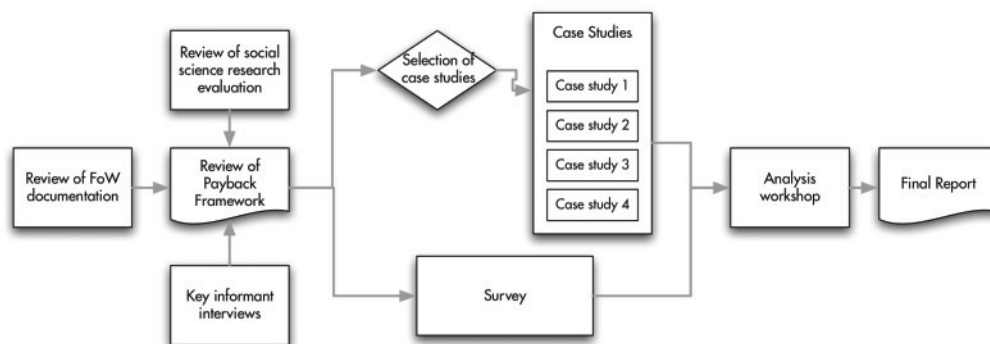 Review of social
science research
evaluation
Review of FoW
documentation
Review of
Payback
Framework
Key informant
interviews
Selection of
case studies
Case Studies
Case study 1
Case study 2
Case study 3
Case study 4
Survey
Analysis
workshop
Final Report